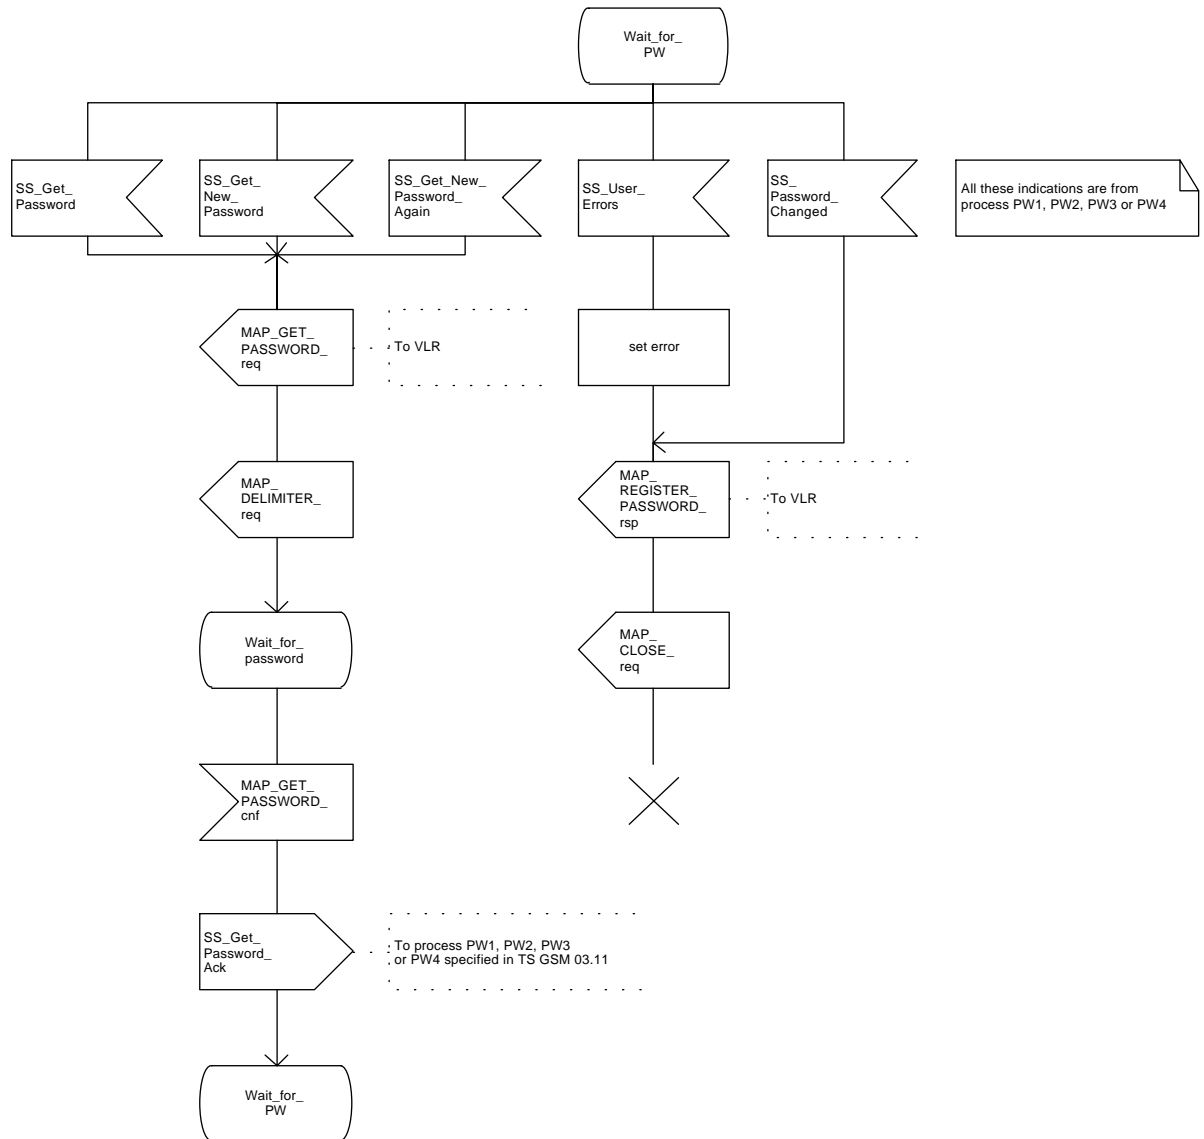 Wait_for_
PW
SS_Get_
Password
SS_Get_
New_
Password
SS_Get_New_
Password_
Again
SS_User_
Errors
SS_
Password_
Changed
All these indications are from
process PW1, PW2, PW3 or PW4
MAP_GET_
PASSWORD_
req
To VLR
set error
MAP_
DELIMITER_
req
MAP_
REGISTER_
PASSWORD_
rsp
To VLR
Wait_for_
password
MAP_
CLOSE_
req
MAP_GET_
PASSWORD_
cnf
SS_Get_
Password_
Ack
To process PW1, PW2, PW3
or PW4 specified in TS GSM 03.11
Wait_for_
PW